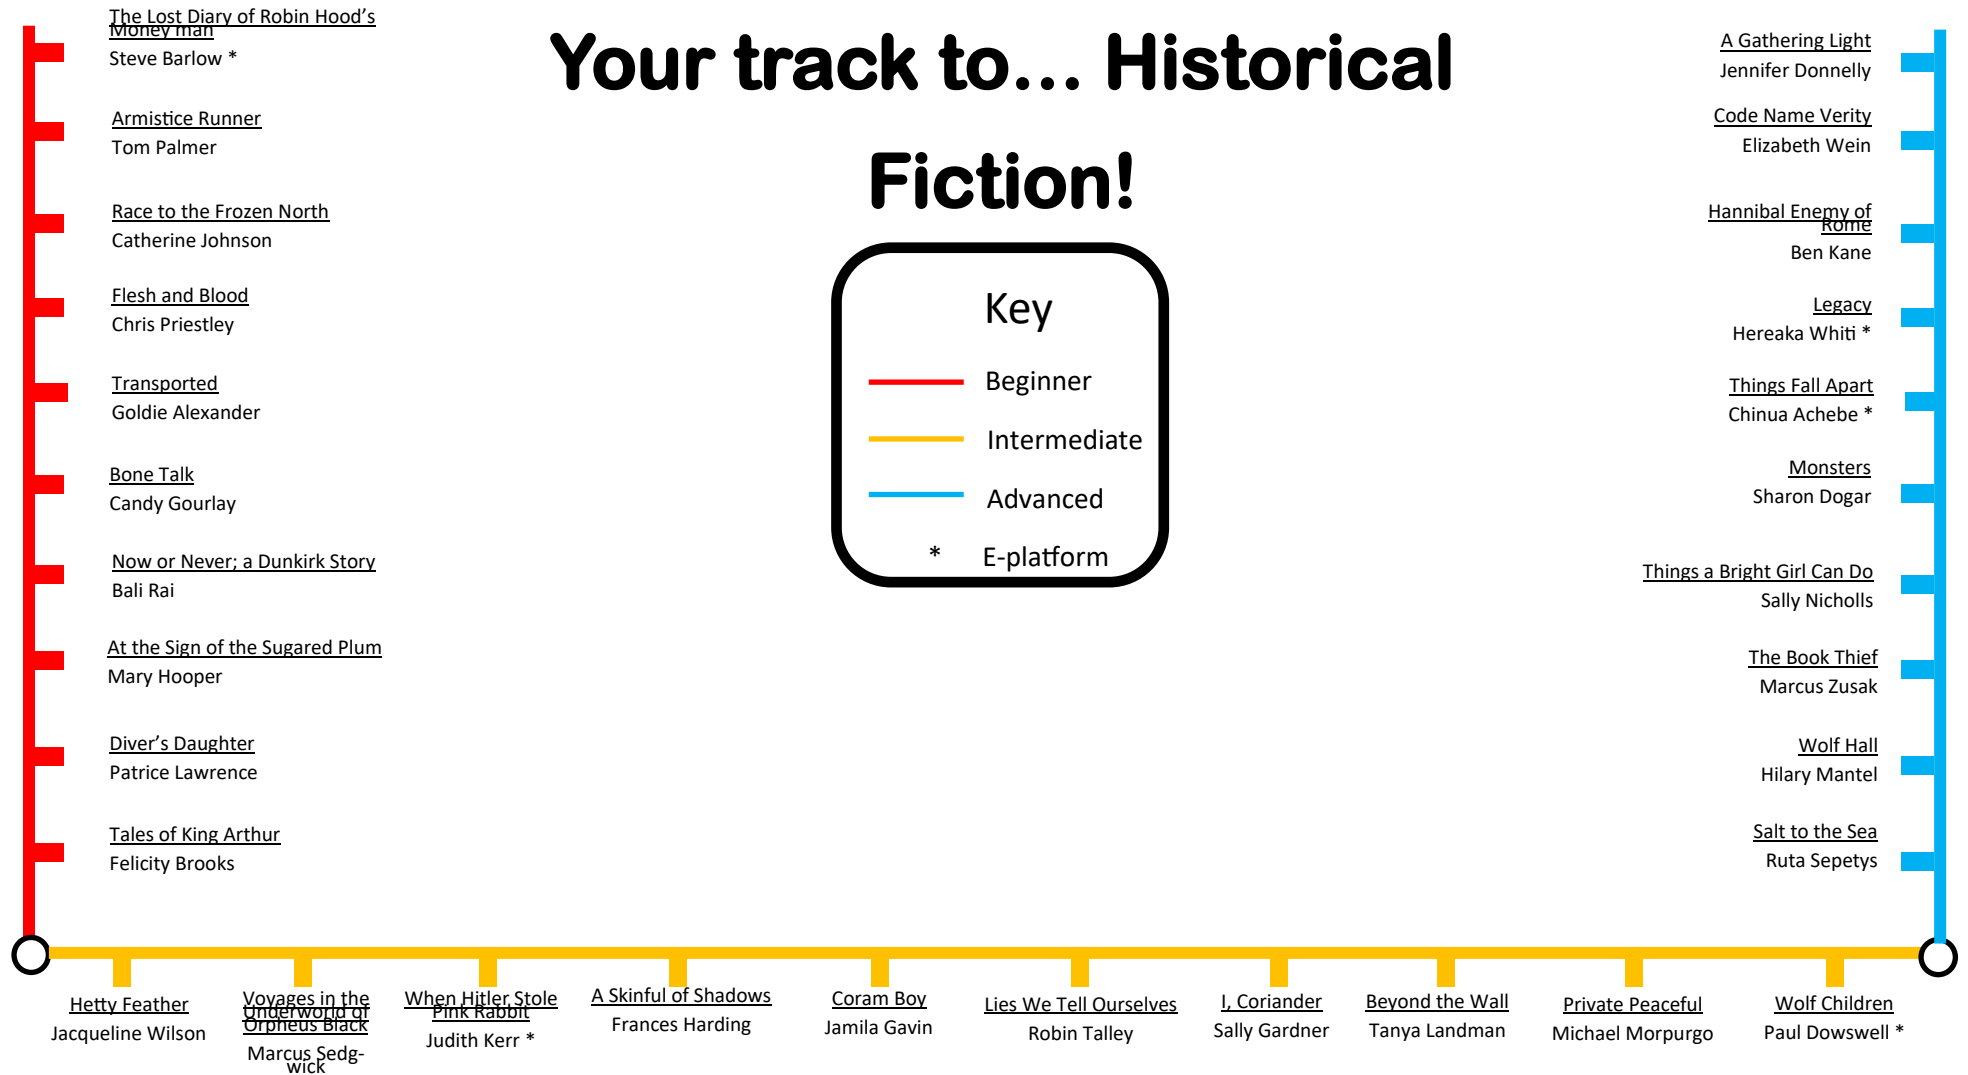 Your track to... Historical
Fiction!
The Lost Diary of Robin Hood’s
Money man
Steve Barlow *
Armistice Runner
Tom Palmer
Race to the Frozen North
Catherine Johnson
Flesh and Blood
Chris Priestley
Transported
Goldie Alexander
Bone Talk
Candy Gourlay
Now or Never; a Dunkirk Story
Bali Rai
At the Sign of the Sugared Plum
Mary Hooper
Diver’s Daughter
Patrice Lawrence
Tales of King Arthur
Felicity Brooks
Key
Beginner
Intermediate
Advanced
* E-platform
A Gathering Light
Jennifer Donnelly
Code Name Verity
Elizabeth Wein
Hannibal Enemy of
Rome
Ben Kane
Legacy
Hereaka Whiti *
Things Fall Apart
Chinua Achebe *
Monsters
Sharon Dogar
Things a Bright Girl Can Do
Sally Nicholls
The Book Thief
Marcus Zusak
Wolf Hall
Hilary Mantel
Salt to the Sea
Ruta Sepetys
Hetty Feather
Jacqueline Wilson
Voyages in the
Underworld of
Orpheus Black
Marcus Sedg-
wick
When Hitler Stole
Pink Rabbit
Judith Kerr *
A Skinful of Shadows
Frances Harding
Coram Boy
Jamila Gavin
Lies We Tell Ourselves
Robin Talley
I, Coriander
Sally Gardner
Beyond the Wall
Tanya Landman
Private Peaceful
Michael Morpurgo
Wolf Children
Paul Dowswell *